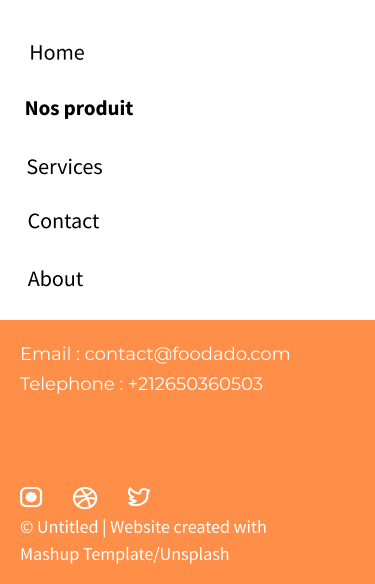 Home
Nos produit
Services
Contact
About
Email : contact@foodado.com
Telephone : +212650360503
© Untitled | Website created with
Mashup Template/Unsplash